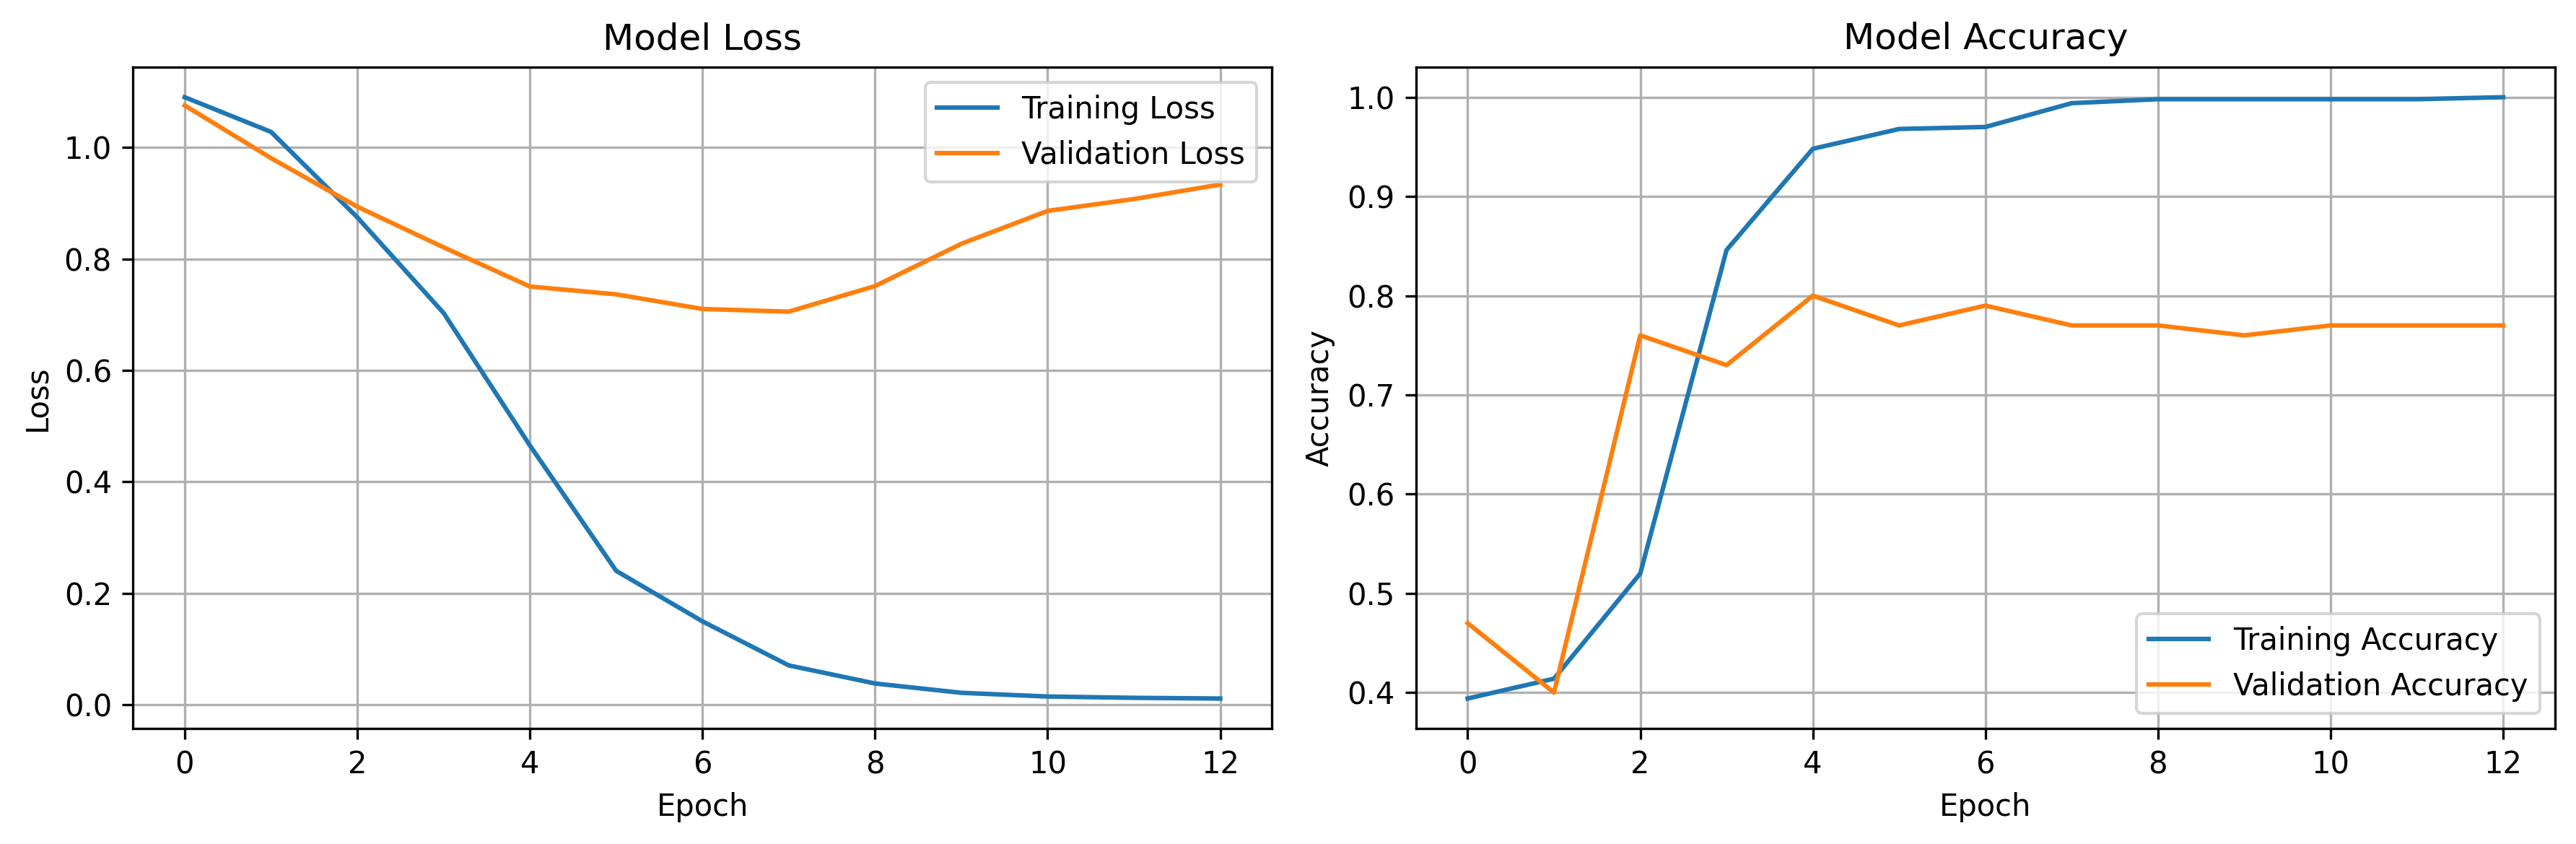 Model Loss
1.0
0.8
0.6
0.4
0.2
0.0
Loss
Training Loss
Validation Loss
0 2 4 6 8 10 12
Epoch
Model Accuracy
1.0
0.9
0.8
0.7
0.6
0.5
0.4
Accuracy
Training Accuracy
Validation Accuracy
0 2 4 6 8 10 12
Epoch